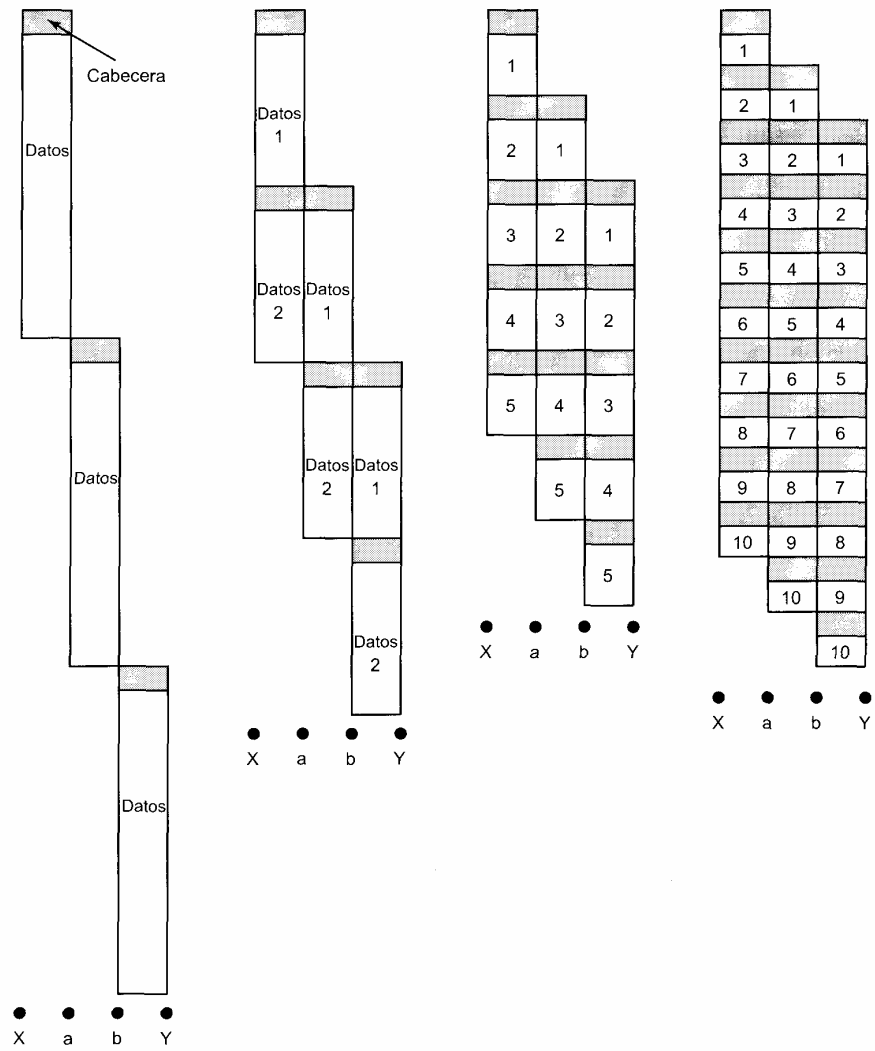 Cabecera
Datos
Datos
Datos
X a b Y
Datos
1
Datos Datos
2 1
Datos Datos
2 1
Datos
2
X a b Y
1
2 1
3 2 1
4 3 2
5 4 3
5 4
5
X a b Y
1
2 1
3 2 1
4 3 2
5 4 3
6 5 4
7 6 5
8 7 6
9 8 7
10 9 8
10 9
10
X a b Y